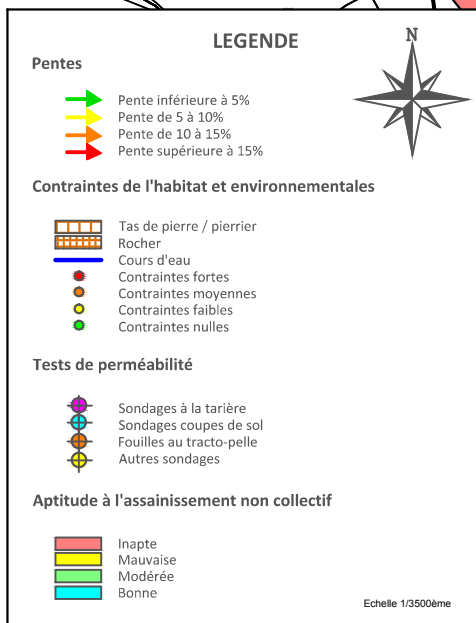 LEGENDE
N
Pentes
Pente inférieure à 5%
Pente de 5 à 10%
Pente de 10 à 15%
Pente supérieure à 15%
Contraintes de l'habitat et environnementales
Tas de pierre / pierrier
Rocher
Cours d'eau
Contraintes fortes
Contraintes moyennes
Contraintes faibles
Contraintes nulles
Tests de perméabilité
Sondages à la tarière
Sondages coupes de sol
Fouilles au tracto-pelle
Autres sondages
Aptitude à l'assainissement non collectif
Inapte
Mauvaise
Modérée
Bonne
Echelle 1/3500ème